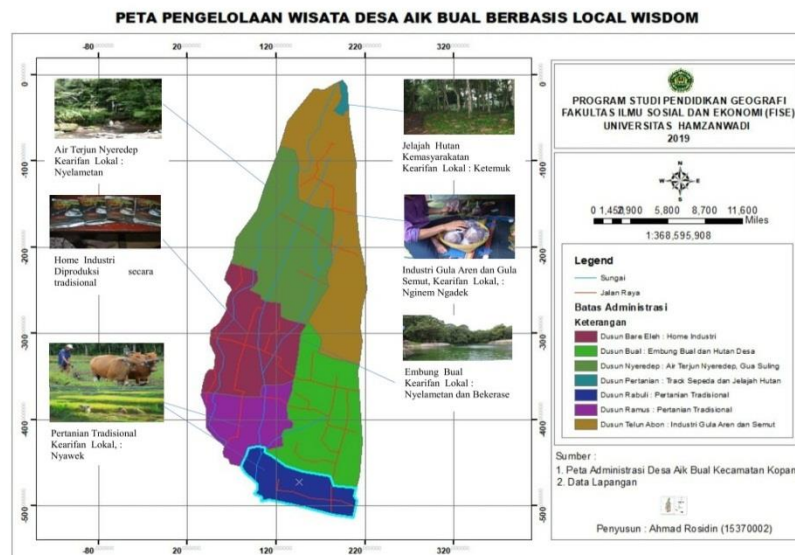 PETA PENGELOLAAN WISATA DESA AIK BUAL BERBASIS LOCAL WISDOM
-80 20 120 220 320
0
-100
-200
-300
-400
-500
Air Terjun Nyeredep
Kearifan Lokal :
Nyelametan
Home Industri
Diproduksi secara
tradisional
Pertanian Tradisional
Kearifan Lokal, :
Nyawek
Jelajah Hutan
Kemasyarakatan
Kearifan Lokal : Ketemuk
Industri Gula Aren dan Gula
Semut, Kearifan Lokal, :
Nginem Ngadek
Embung Bual
Kearifan Lokal :
Nyelametan dan Bekerase
-80 20 120 220 320
PROGRAM STUDI PENDIDIKAN GEOGRAFI
FAKULTAS ILMU SOSIAL DAN EKONOMI (FISE)
UNIVERSITAS HAMZANWADI
2019
N
W E
S
0 1,450 2,900 5,800 8,700 11,600
Miles
1:368,595,908
Legend
Sungai
Jalan Raya
Batas Administrasi
Keterangan
Dusun Bare Eleh : Home Industri
Dusun Bual : Embung Bual dan Hutan Desa
Dusun Nyeredep : Air Terjun Nyeredep, Gua Suling
Dusun Pertanian : Track Sepeda dan Jelajah Hutan
Dusun Rabuli : Pertanian Tradisional
Dusun Ramus : Pertanian Tradisional
Dusun Telun Abon : Industri Gula Aren dan Semut
Sumber :
1. Peta Administrasi Desa Aik Bual Kecamatan Kopan
2. Data Lapangan
Penyusun : Ahmad Rosidin (15370002)